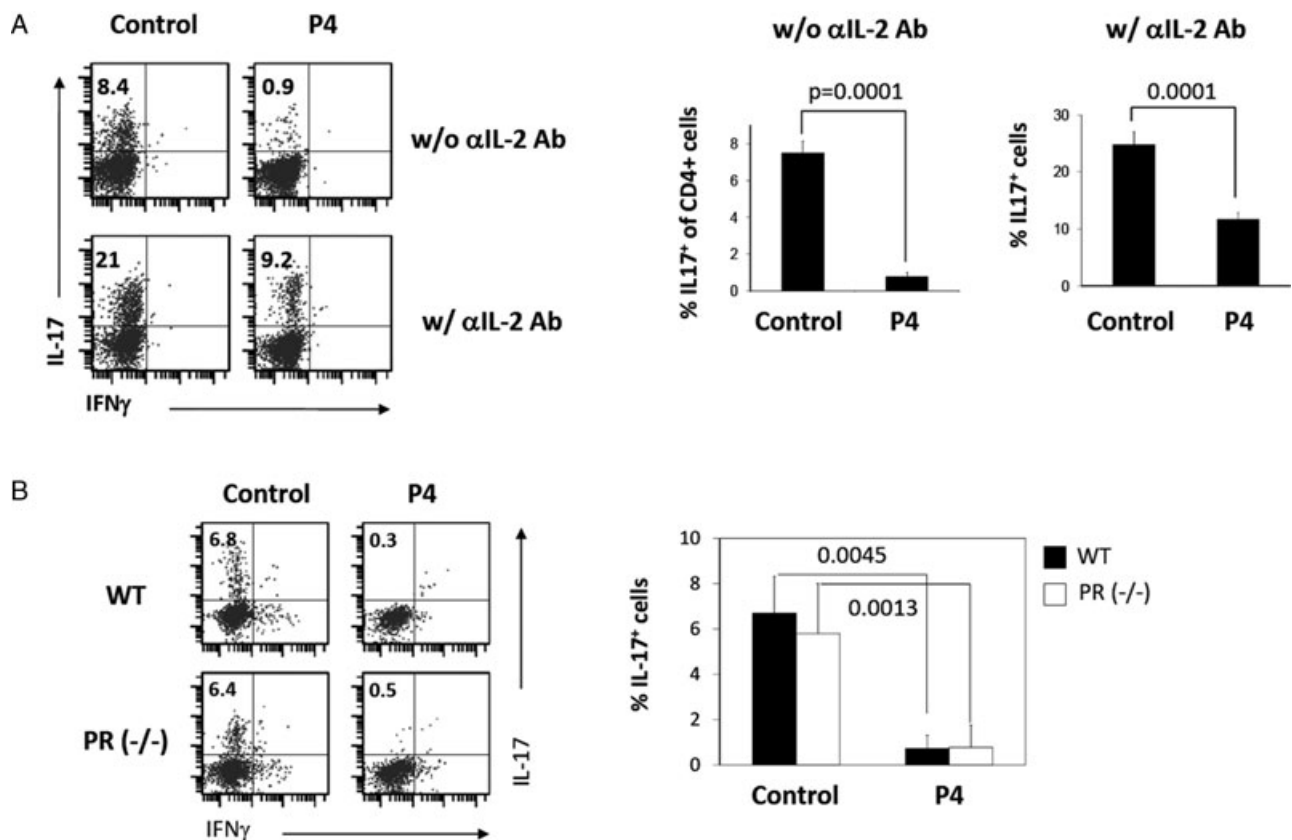 A
Control P4
8.4 0.9
w/o αIL-2 Ab
21 9.2
w/ αIL-2 Ab
IL-17
IFNγ
w/o αIL-2 Ab
p=0.0001
% IL17⁺ of CD4+ cells
8
6
4
2
0
Control P4
w/ αIL-2 Ab
0.0001
% IL17⁺ cells
30
20
10
0
Control P4
B
Control P4
WT
6.8 0.3
PR (-/-)
6.4 0.5
IL-17
IFNγ
% IL-17⁺ cells
10
8
6
4
2
0
0.0045
0.0013
Control P4
WT
PR (-/-)